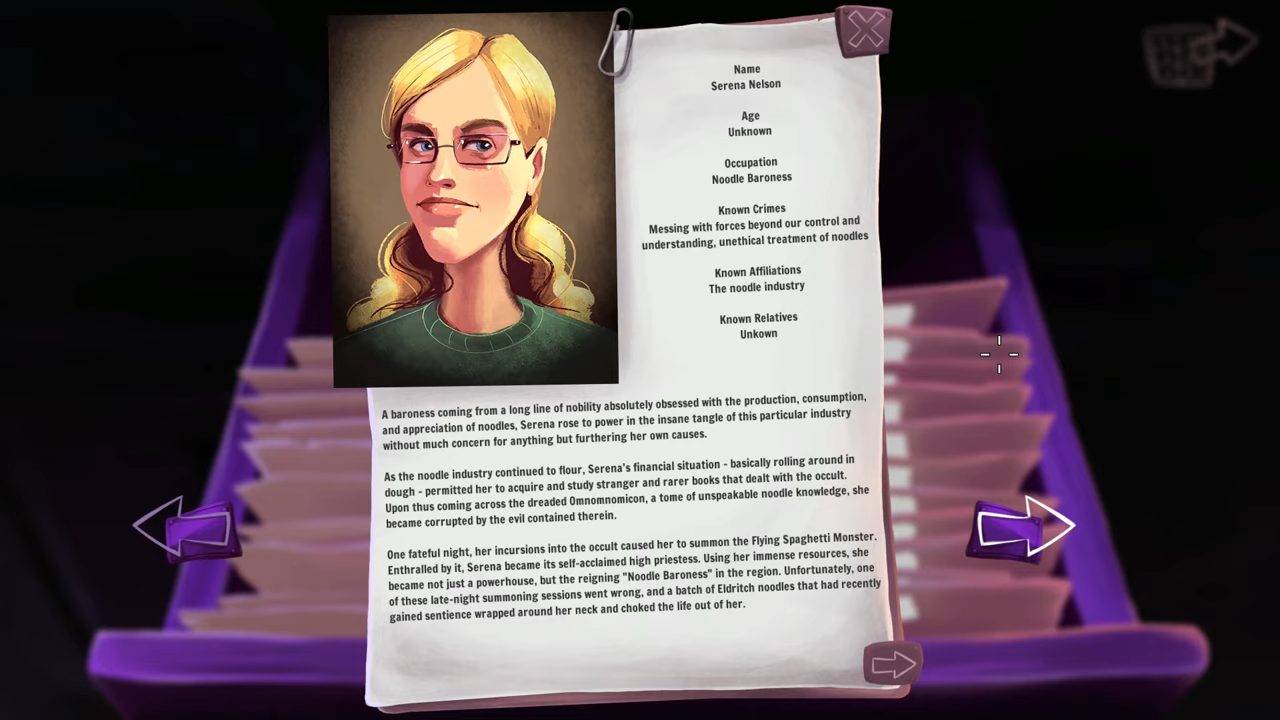 Name
Serena Nelson
Age
Unknown
Occupation
Noodle Baroness
Known Crimes
Messing with forces beyond our control and
understanding, unethical treatment of noodles
Known Affiliations
The noodle industry
Known Relatives
Unkown
A baroness coming from a long line of nobility absolutely obsessed with the production, consumption,
and appreciation of noodles, Serena rose to power in the insane tangle of this particular industry
without much concern for anything but furthering her own causes.
As the noodle industry continued to flour, Serena's financial situation - basically rolling around in
dough - permitted her to acquire and study stranger and rarer books that dealt with the occult.
Upon thus coming across the dreaded Omnomnomicon, a tome of unspeakable noodle knowledge, she
became corrupted by the evil contained therein.
One fateful night, her incursions into the occult caused her to summon the Flying Spaghetti Monster.
Enthralled by it, Serena became its self-acclaimed high priestess. Using her immense resources, she
became not just a powerhouse, but the reigning "Noodle Baroness" in the region. Unfortunately, one
of these late-night summoning sessions went wrong, and a batch of Eldritch noodles that had recently
gained sentience wrapped around her neck and choked the life out of her.